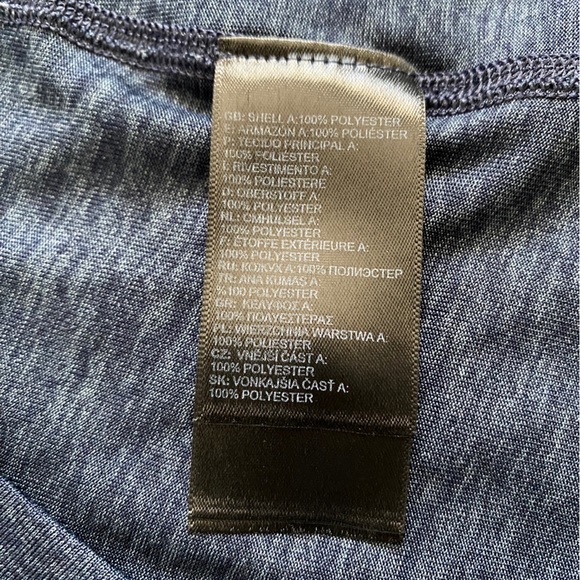 GB: SHELL A:100% POLYESTER
E: ARMAZÓN A:100% POLIÉSTER
P: TECILIO PRINCIPAL A:
100% POLIÉSTER
I: RIVESTIMENTO A:
100% POLIESTERE
D: OBERSTOFF A:
100% POLYESTER
NL: OMHULSEL A:
100% POLYESTER
F: ÉTOFFE EXTÉRIEURE A:
100% POLYESTER
RU: КОЖУХ A:100% ПОЛИЭСТЕР
TR: ANA KUMAS A:
%100 POLYESTER
GR: ΚΕΛΥΦΟΣ A:
100% ΠΟΛΥΕΣΤΕΡΑΣ
PL: WIERZCHNIA WARSTWA A:
100% POLIESTER
CZ: VNĚJŠÍ ČÁST A:
100% POLYESTER
SK: VONKAJŠIA ČASŤ A:
100% POLYESTER